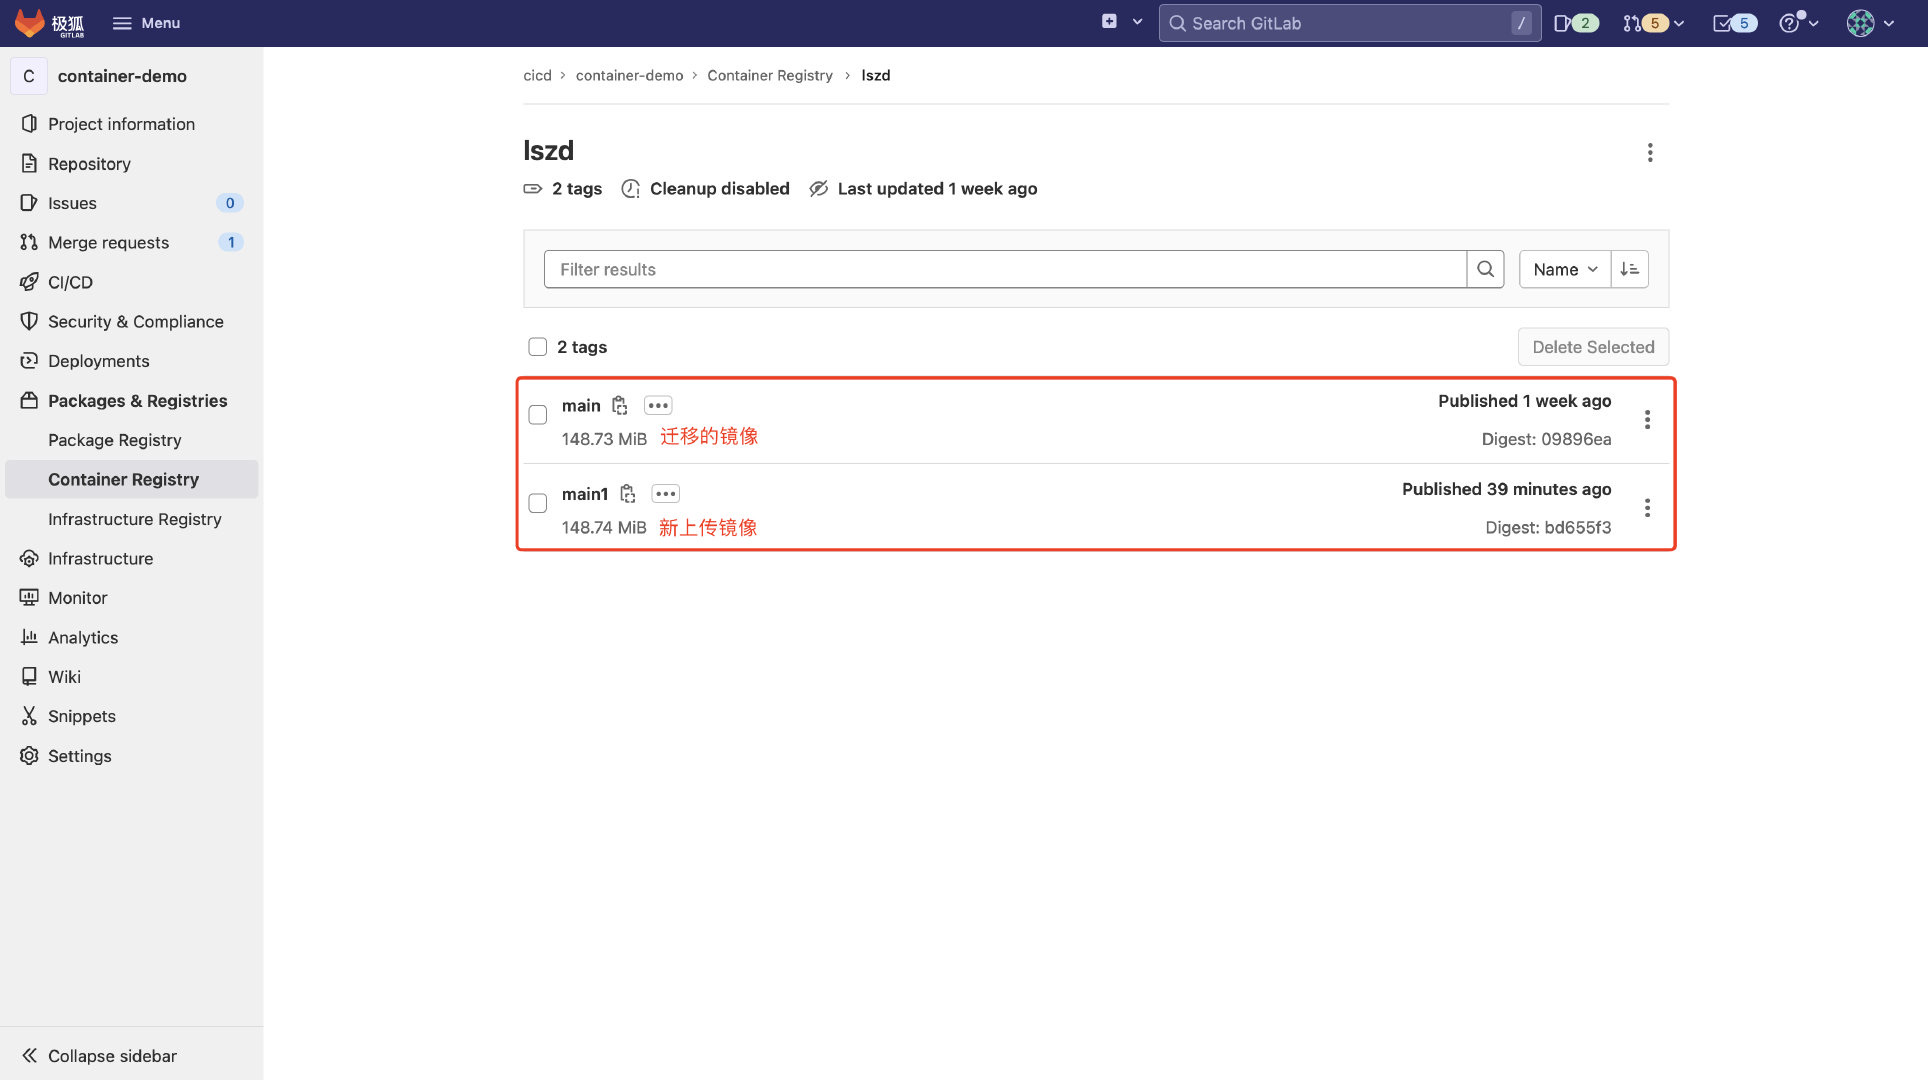 极狐
GITLAB
Menu
Search GitLab
/
2
5
5
C
container-demo
Project information
Repository
Issues
0
Merge requests
1
CI/CD
Security & Compliance
Deployments
Packages & Registries
Package Registry
Container Registry
Infrastructure Registry
Infrastructure
Monitor
Analytics
Wiki
Snippets
Settings
Collapse sidebar
cicd › container-demo › Container Registry › lszd
lszd
2 tags Cleanup disabled Last updated 1 week ago
Filter results
Name
2 tags
Delete Selected
main
Published 1 week ago
148.73 MiB 迁移的镜像
Digest: 09896ea
main1
Published 39 minutes ago
148.74 MiB 新上传镜像
Digest: bd655f3